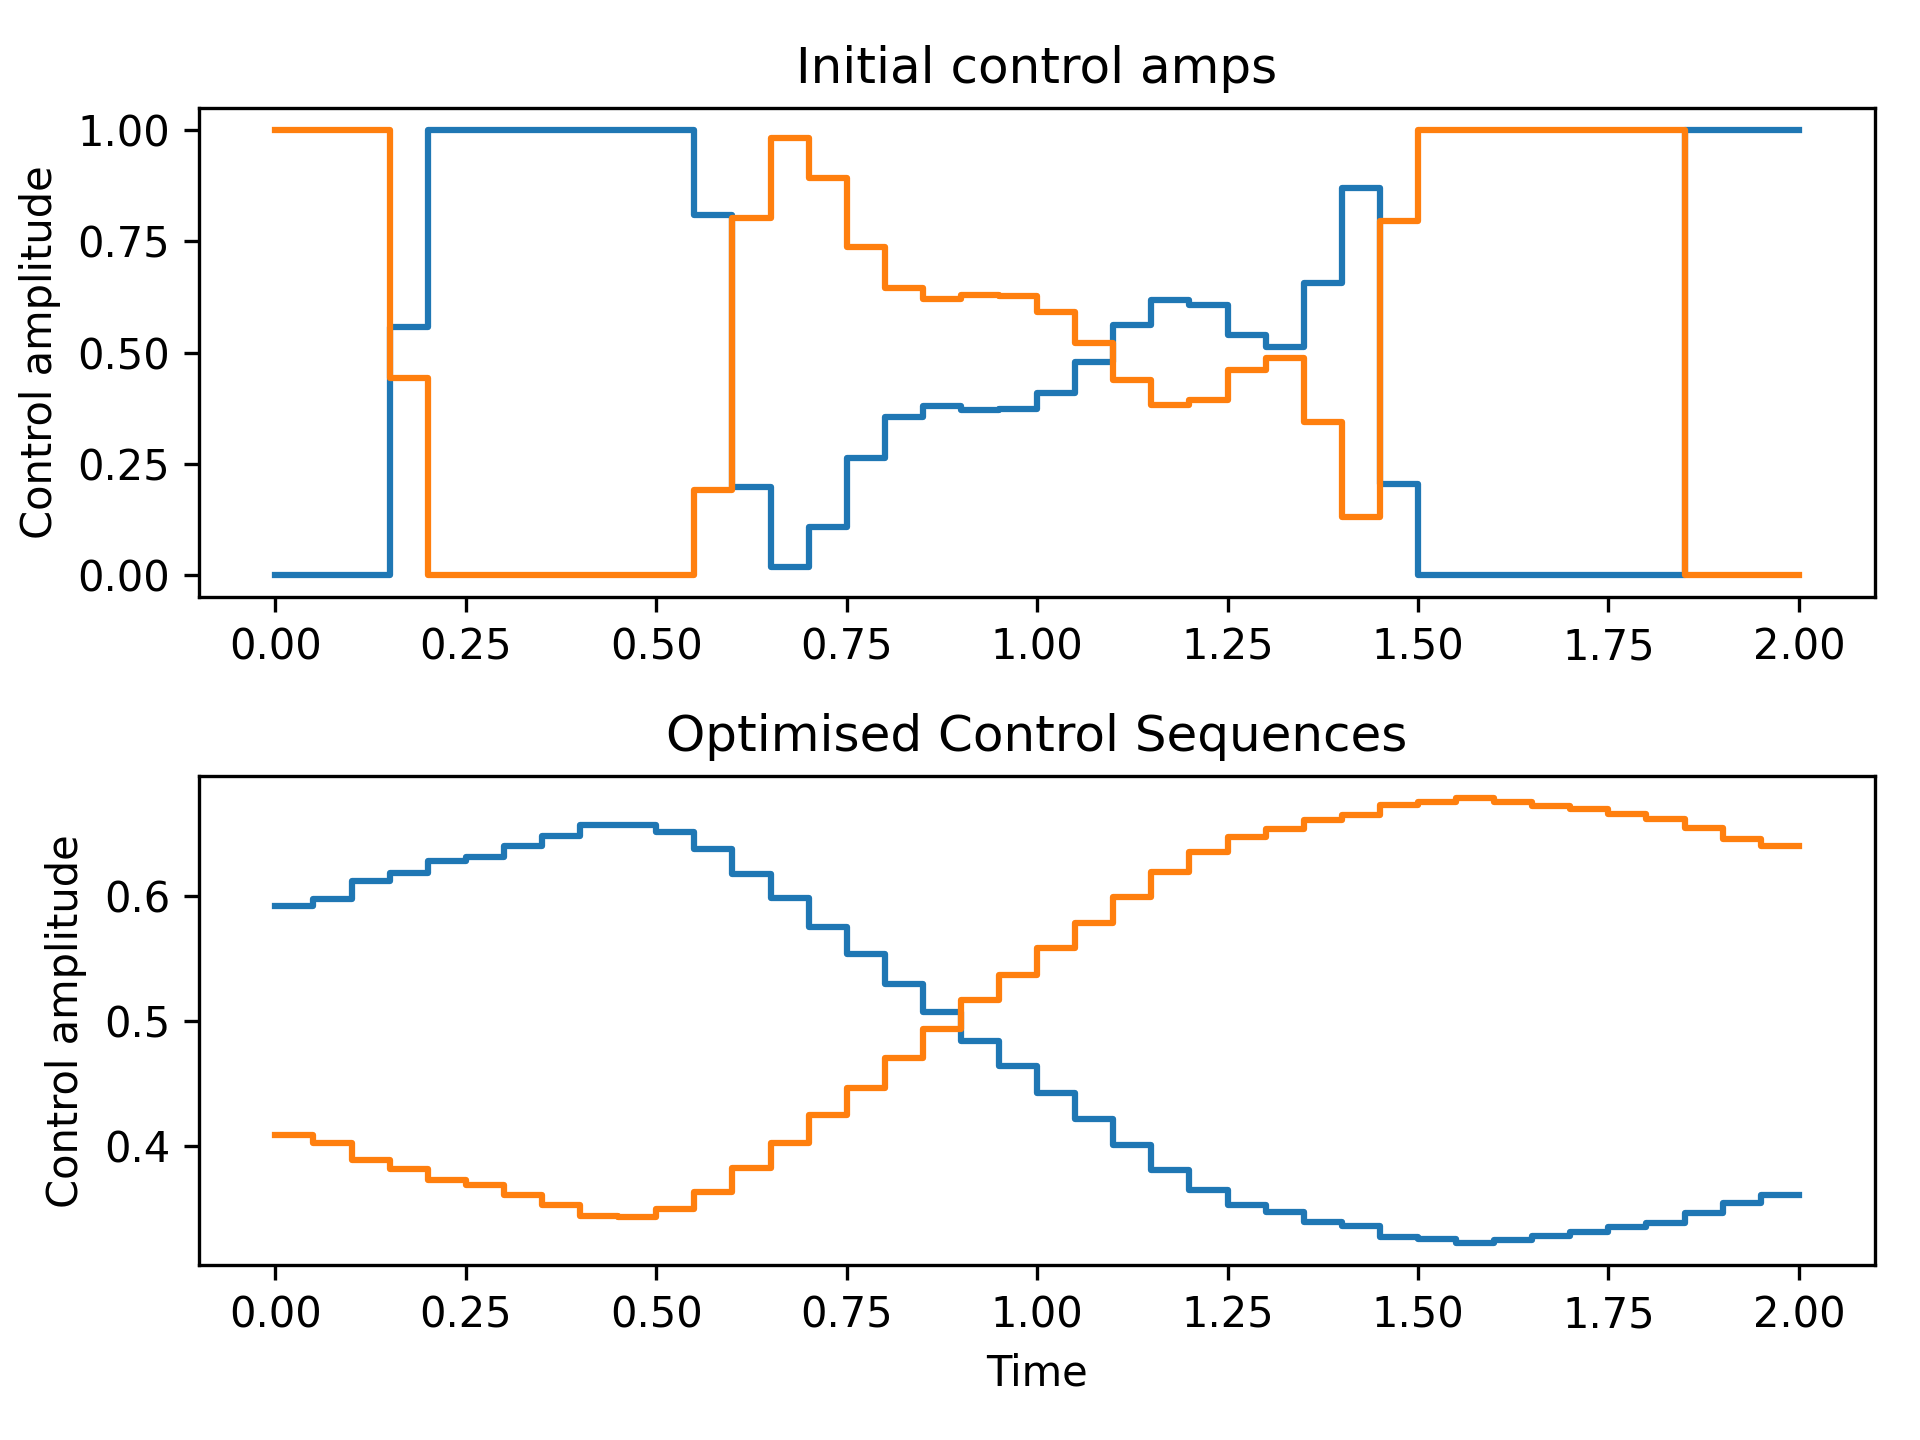 Initial control amps
Control amplitude
1.00
0.75
0.50
0.25
0.00
0.00 0.25 0.50 0.75 1.00 1.25 1.50 1.75 2.00
Optimised Control Sequences
Control amplitude
0.6
0.5
0.4
0.00 0.25 0.50 0.75 1.00 1.25 1.50 1.75 2.00
Time